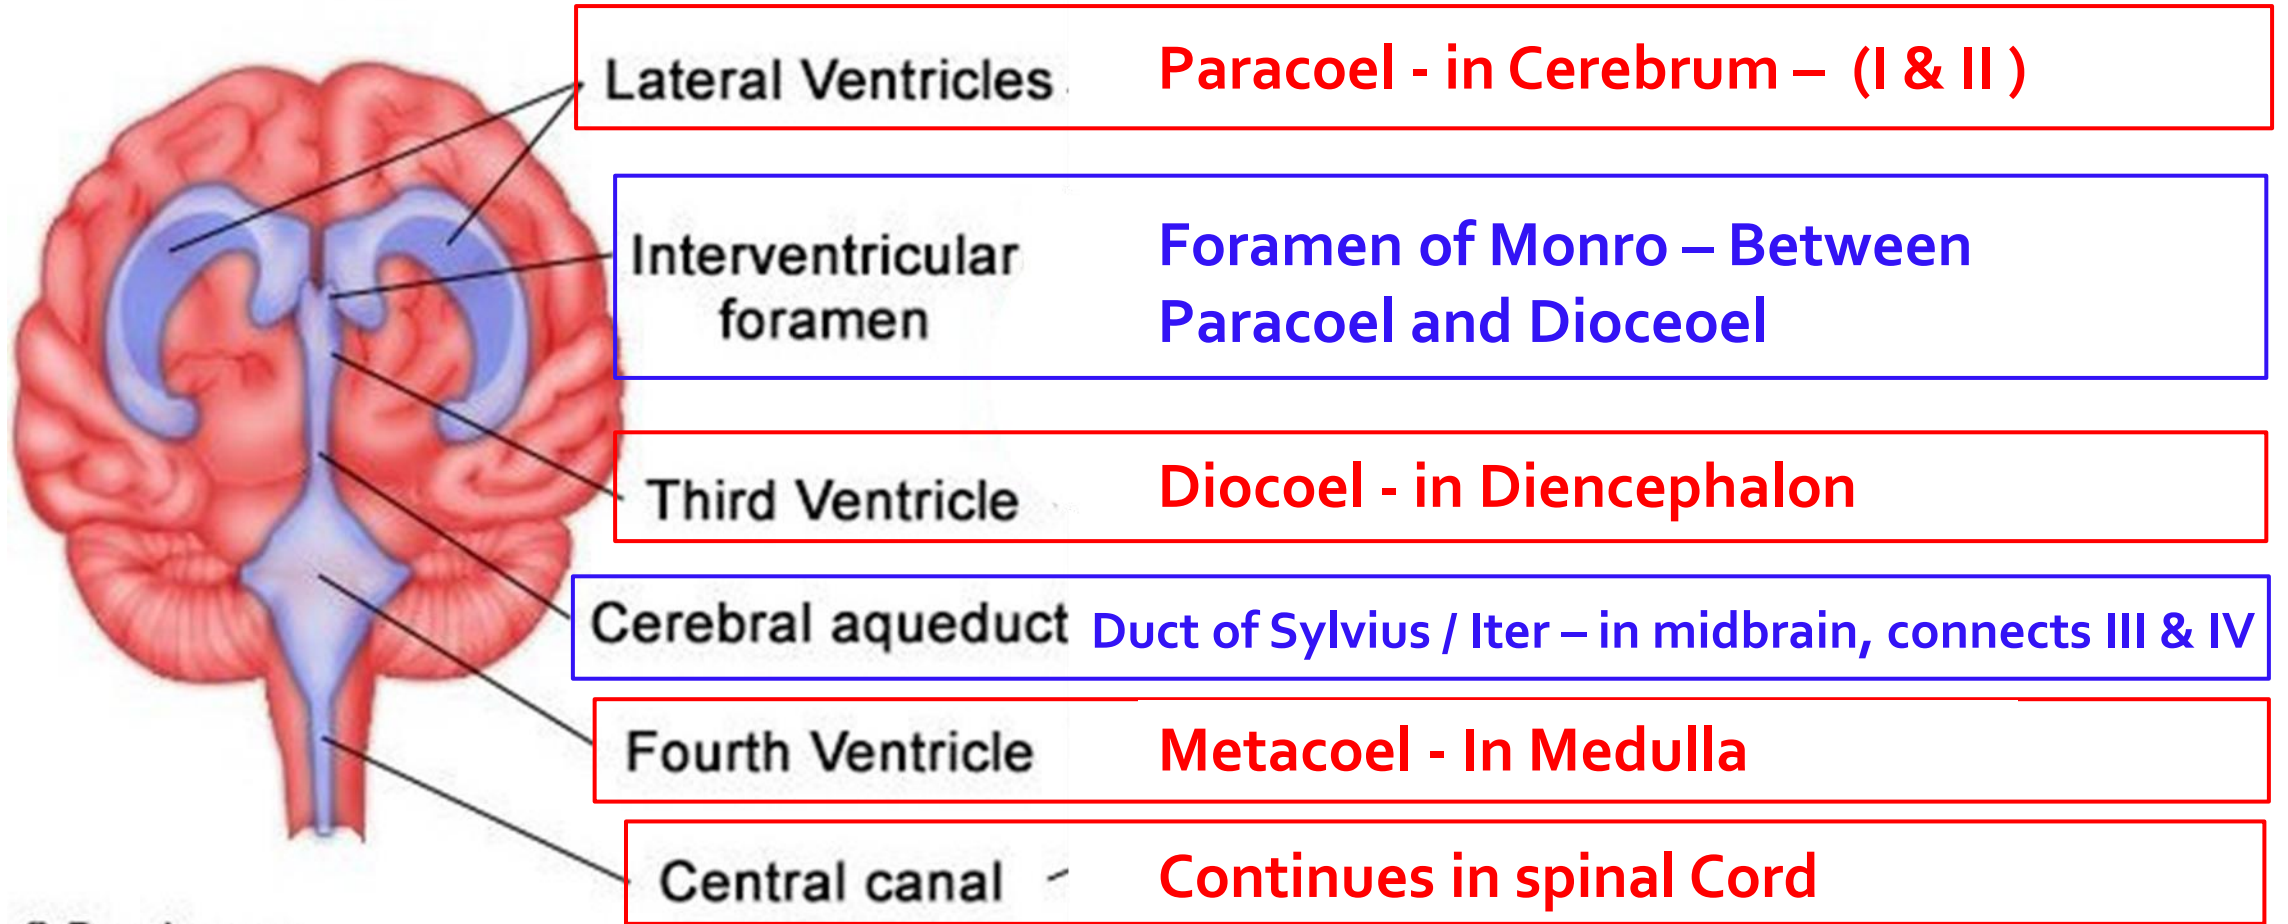 Lateral Ventricles Paracoel - in Cerebrum – (I & II )
Interventricular foramen
Foramen of Monro – Between
Paracoel and Dioceoel
Third Ventricle Diocoel - in Diencephalon
Cerebral aqueduct Duct of Sylvius / Iter – in midbrain, connects III & IV
Fourth Ventricle Metacoel - In Medulla
Central canal Continues in spinal Cord